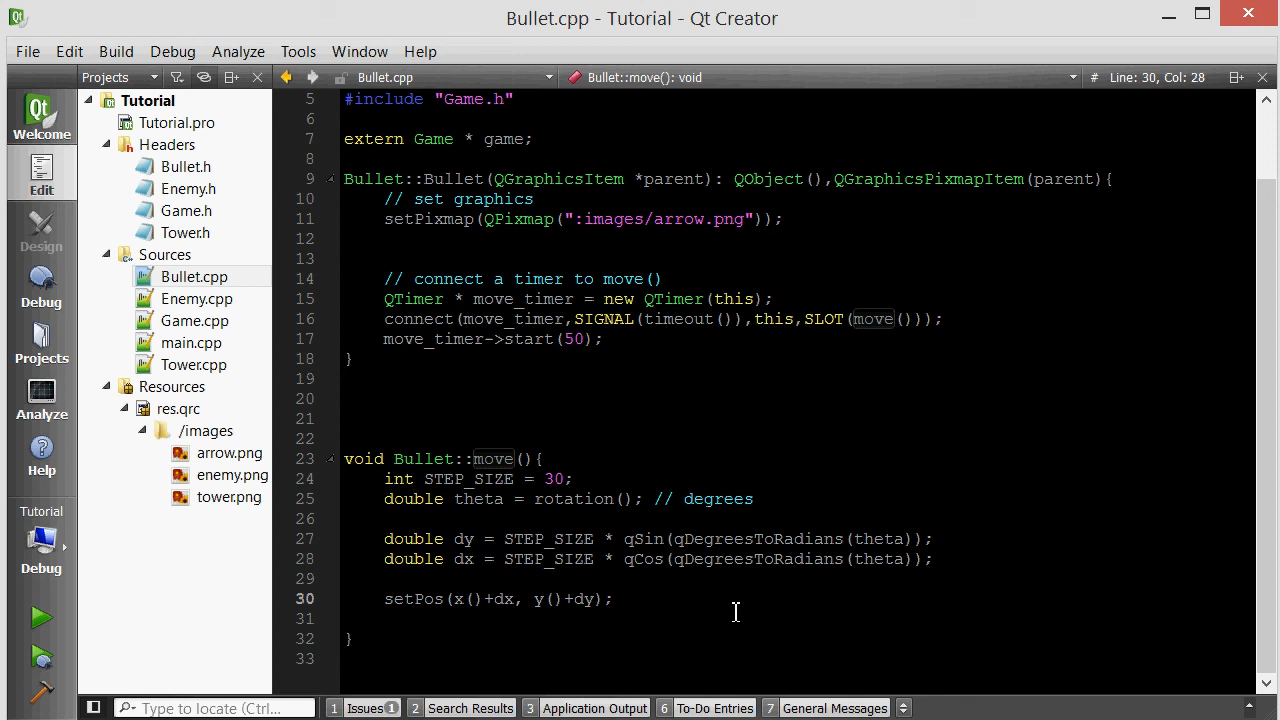 Bullet.cpp - Tutorial - Qt Creator
File Edit Build Debug Analyze Tools Window Help
Projects Bullet.cpp Bullet::move(): void # Line: 30, Col: 28
Welcome
Edit
Design
Debug
Projects
Analyze
Help
Tutorial
Debug
Tutorial
Tutorial.pro
Headers
Bullet.h
Enemy.h
Game.h
Tower.h
Sources
Bullet.cpp
Enemy.cpp
Game.cpp
main.cpp
Tower.cpp
Resources
res.qrc
/images
arrow.png
enemy.png
tower.png
5 #include "Game.h"
6
7 extern Game * game;
8
9 Bullet::Bullet(QGraphicsItem *parent): QObject(),QGraphicsPixmapItem(parent){
10 // set graphics
11 setPixmap(QPixmap(":images/arrow.png"));
12
13
14 // connect a timer to move()
15 QTimer * move_timer = new QTimer(this);
16 connect(move_timer,SIGNAL(timeout()),this,SLOT(move()));
17 move_timer->start(50);
18 }
19
20
21
22
23 void Bullet::move(){
24 int STEP_SIZE = 30;
25 double theta = rotation(); // degrees
26
27 double dy = STEP_SIZE * qSin(qDegreesToRadians(theta));
28 double dx = STEP_SIZE * qCos(qDegreesToRadians(theta));
29
30 setPos(x()+dx, y()+dy);
31
32 }
33
Type to locate (Ctrl... 1 Issues 1 2 Search Results 3 Application Output 6 To-Do Entries 7 General Messages